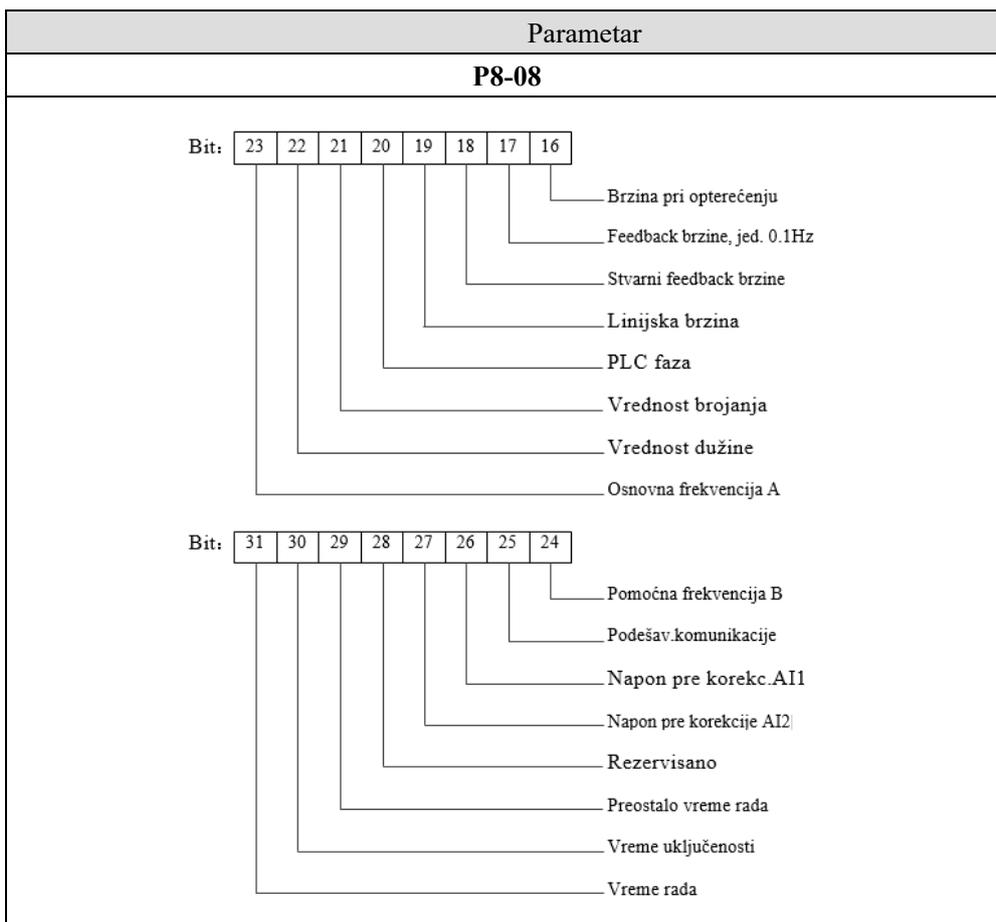 Parametar
P8-08
Bit: 23 22 21 20 19 18 17 16
Brzina pri opterećenju
Feedback brzine, jed. 0.1Hz
Stvarni feedback brzine
Linijska brzina
PLC faza
Vrednost brojanja
Vrednost dužine
Osnovna frekvencija A
Bit: 31 30 29 28 27 26 25 24
Pomoćna frekvencija B
Podešav.komunikacije
Napon pre korekc.AI1
Napon pre korekcije AI2
Rezervisano
Preostalo vreme rada
Vreme uključenosti
Vreme rada